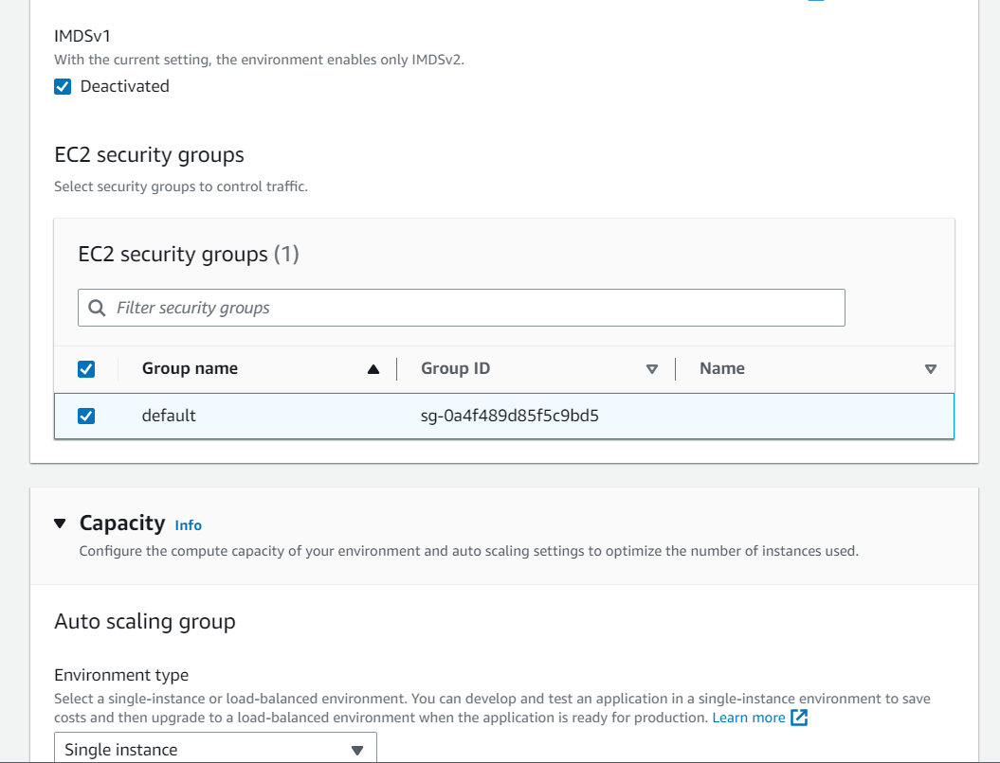 IMDSv1
With the current setting, the environment enables only IMDSv2.
Deactivated
EC2 security groups
Select security groups to control traffic.
EC2 security groups (1)
Filter security groups
Group name Group ID Name
default sg-0a4f489d85f5c9bd5
Capacity Info
Configure the compute capacity of your environment and auto scaling settings to optimize the number of instances used.
Auto scaling group
Environment type
Select a single-instance or load-balanced environment. You can develop and test an application in a single-instance environment to save
costs and then upgrade to a load-balanced environment when the application is ready for production. Learn more
Single instance